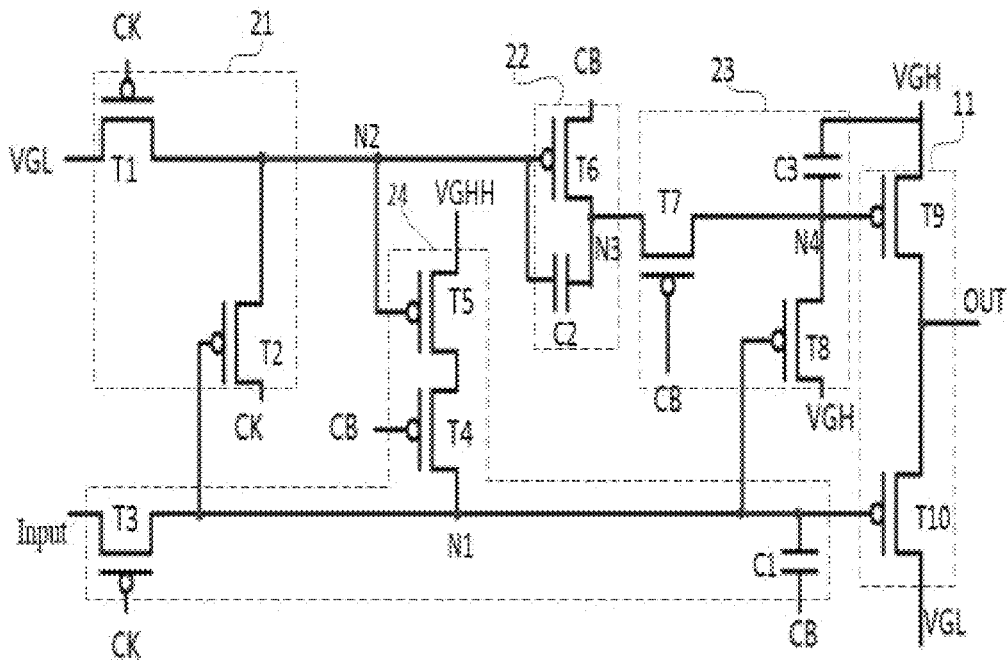 CK
21
22
CB
23
VGH
11
N2
VGL
T1
T6
C3
24
VGHH
T7
T9
N3
N4
T5
OUT
C2
T2
T8
CK
CB
T4
CB
VGH
Input
T3
N1
C1
T10
CK
CB
VGL